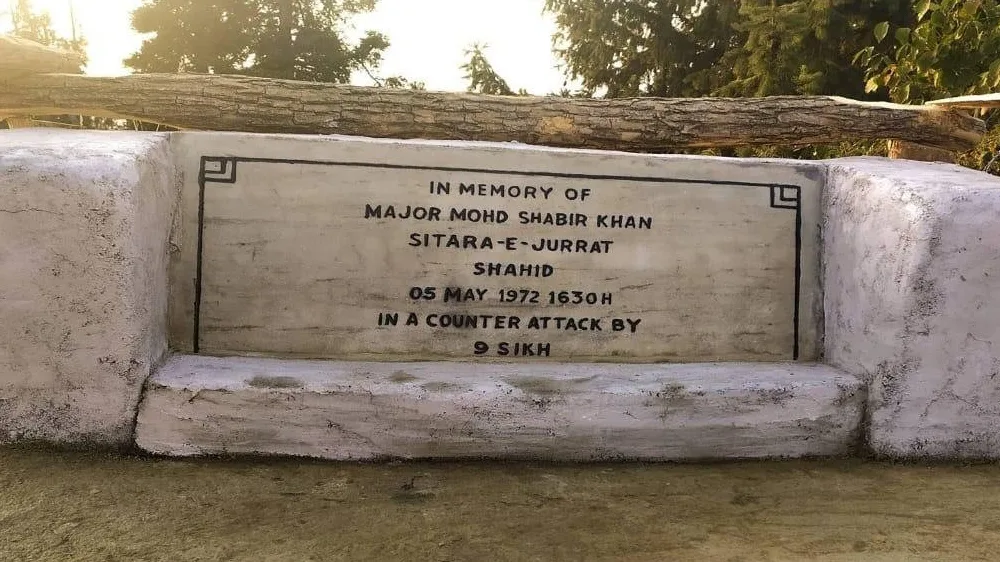 IN MEMORY OF
MAJOR MOHD SHABIR KHAN
SITARA-E-JURRAT
SHAHID
05 MAY 1972 1630H
IN A COUNTER ATTACK BY
9 SIKH